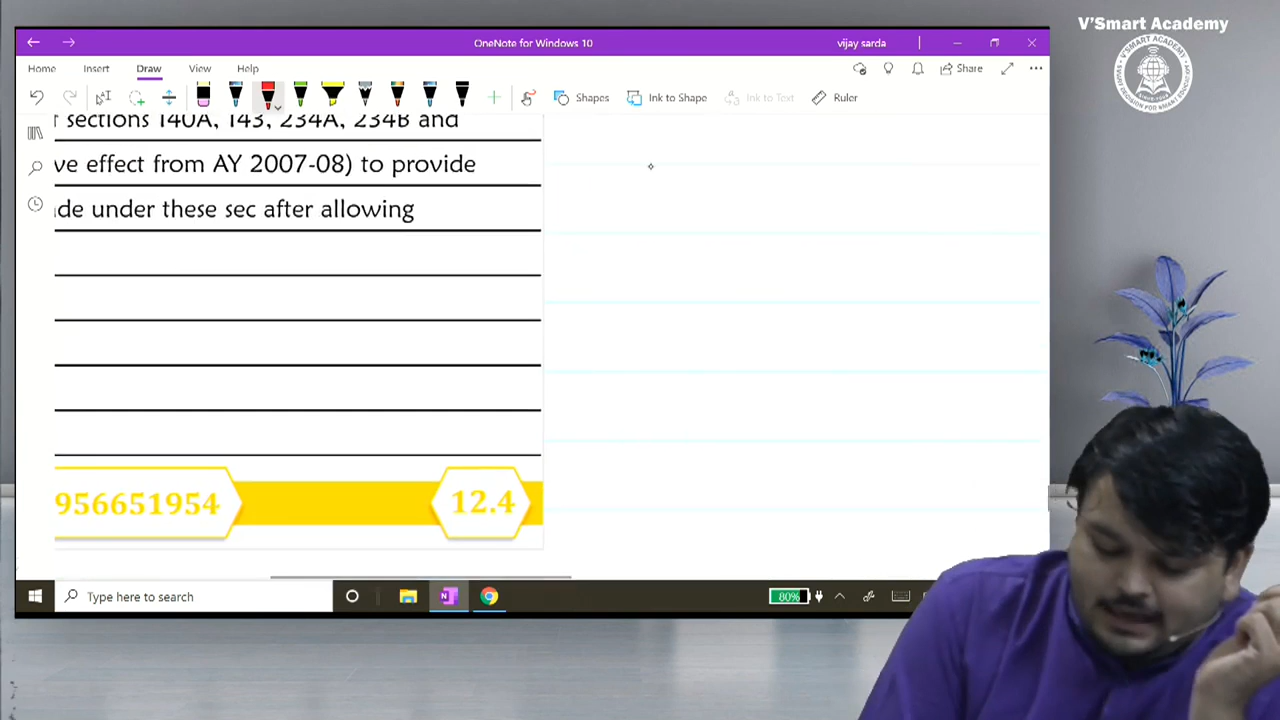 V'Smart Academy
OneNote for Windows 10
vijay sarda
Home Insert Draw View Help
Share
Shapes Ink to Shape Ink to Text Ruler
sections 140A, 143, 234A, 234B and
ve effect from AY 2007-08) to provide
de under these sec after allowing
956651954
12.4
Type here to search
80%